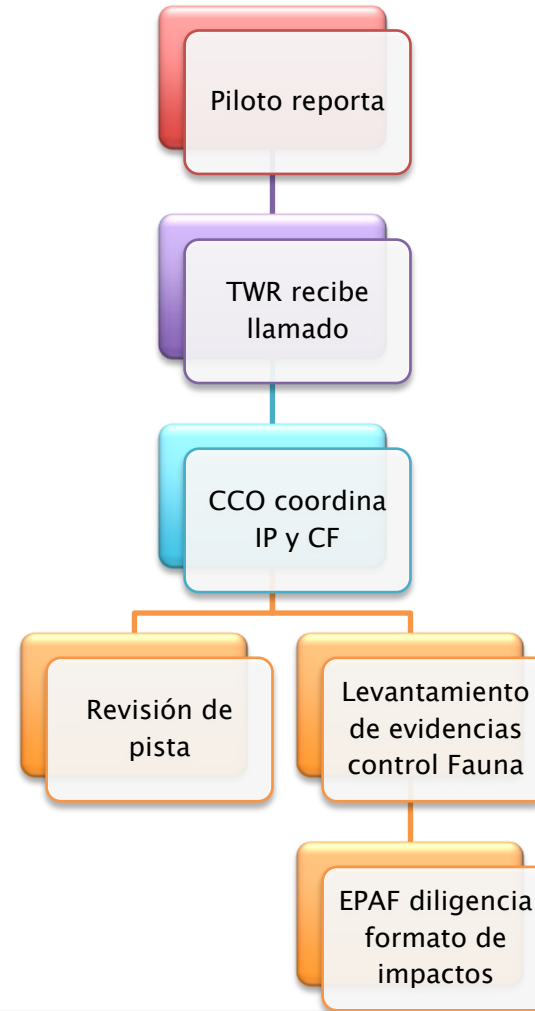 Piloto reporta
TWR recibe
llamado
CCO coordina
IP y CF
Revisión de
pista
Levantamiento
de evidencias
control Fauna
EPAF diligencia
formato de
impactos